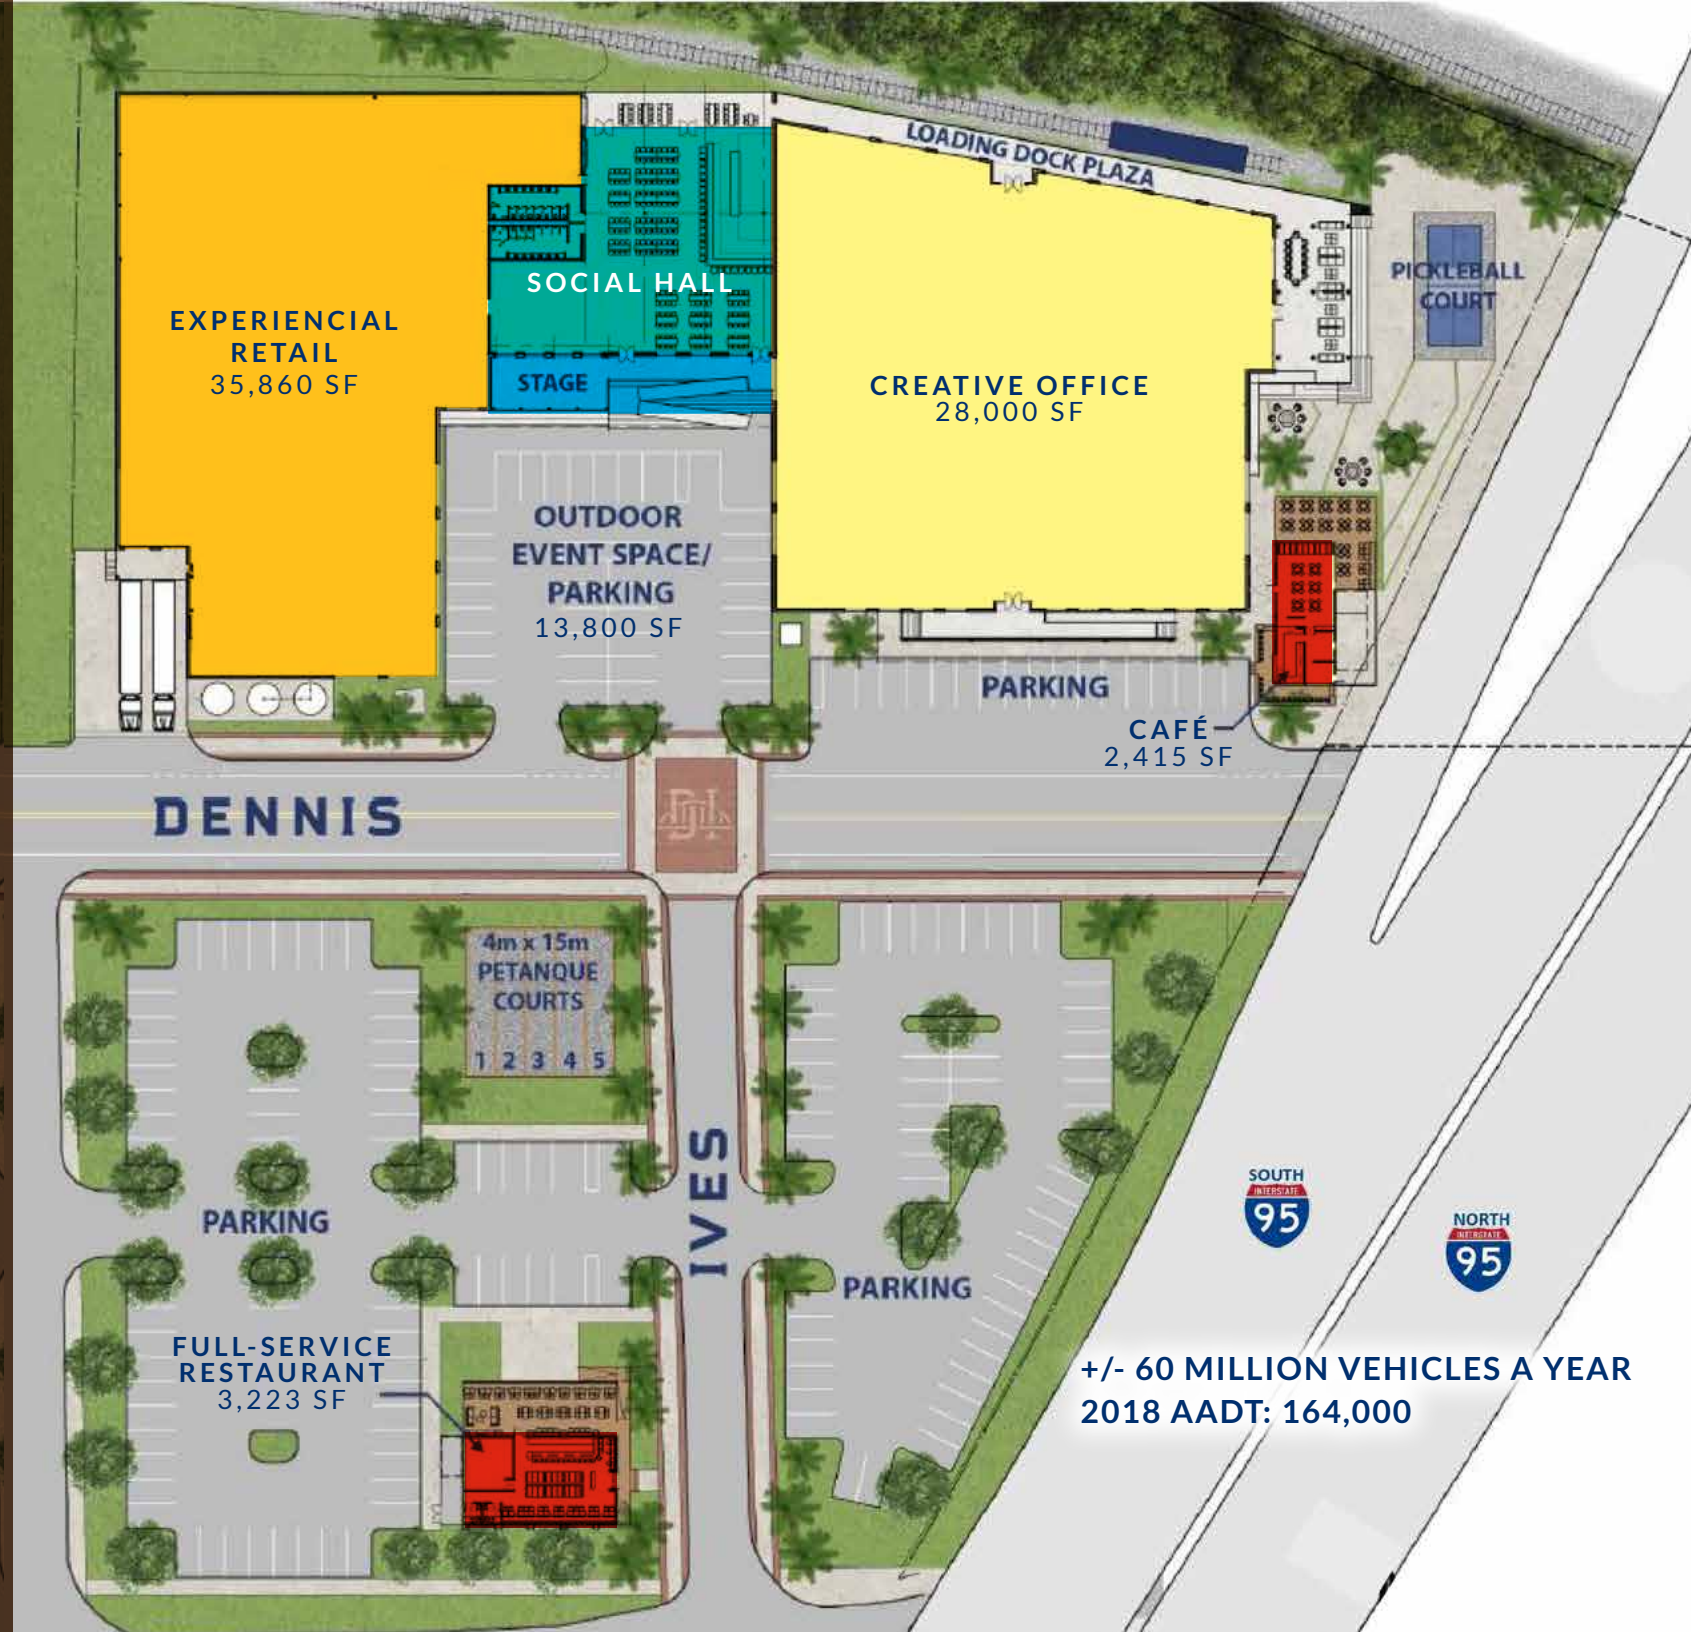 LOADING DOCK PLAZA
EXPERIENCIAL
RETAIL
35,860 SF
SOCIAL HALL
STAGE
CREATIVE OFFICE
28,000 SF
PICKLEBALL
COURT
OUTDOOR
EVENT SPACE/
PARKING
13,800 SF
PARKING
CAFÉ
2,415 SF
DENNIS
4m x 15m
PETANQUE
COURTS
1 2 3 4 5
IVES
PARKING
PARKING
FULL-SERVICE
RESTAURANT
3,223 SF
SOUTH
INTERSTATE
95
NORTH
INTERSTATE
95
+/- 60 MILLION VEHICLES A YEAR
2018 AADT: 164,000